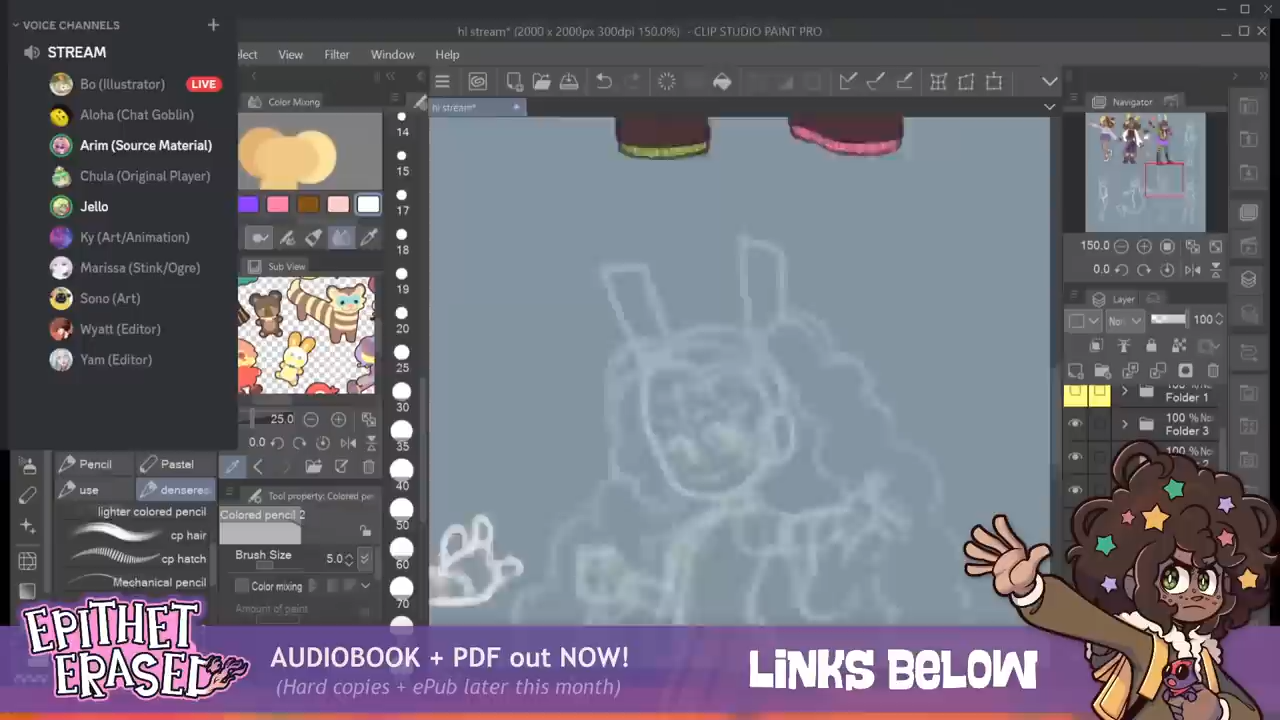 VOICE CHANNELS
STREAM
Bo (Illustrator) LIVE
Aloha (Chat Goblin)
Arim (Source Material)
Chula (Original Player)
Jello
Ky (Art/Animation)
Marissa (Stink/Ogre)
Sono (Art)
Wyatt (Editor)
Yam (Editor)
hi stream* (2000 x 2000px 300dpi 150.0%) - CLIP STUDIO PAINT PRO
lect View Filter Window Help
Color Mixing
hi stream*
Navigator
14
15
17
18
19
20
25
30
35
40
50
60
70
Sub View
25.0
0.0
150.0
0.0
Layer
100
100 %
Folder 1
100 %
Folder 3
Pencil
Pastel
use
denseres
lighter colored pencil
cp hair
cp hatch
Mechanical pencil
Tool property: Colored pen
Colored pencil 2
Brush Size
5.0
Color mixing
Amount of paint
EPITHET
ERASED
AUDIOBOOK + PDF out NOW!
(Hard copies + ePub later this month)
LINKS BELOW